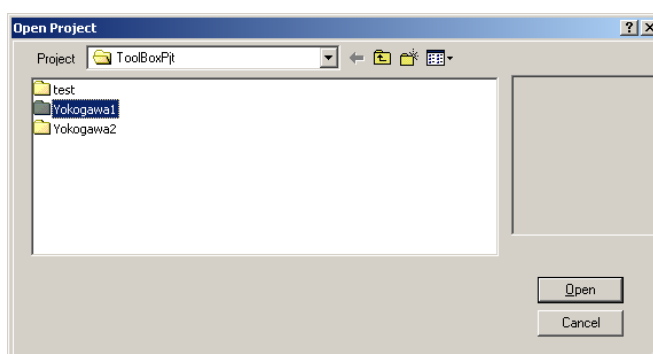 Open Project
Project ToolBoxPjt
test
Yokogawa1
Yokogawa2
Open
Cancel